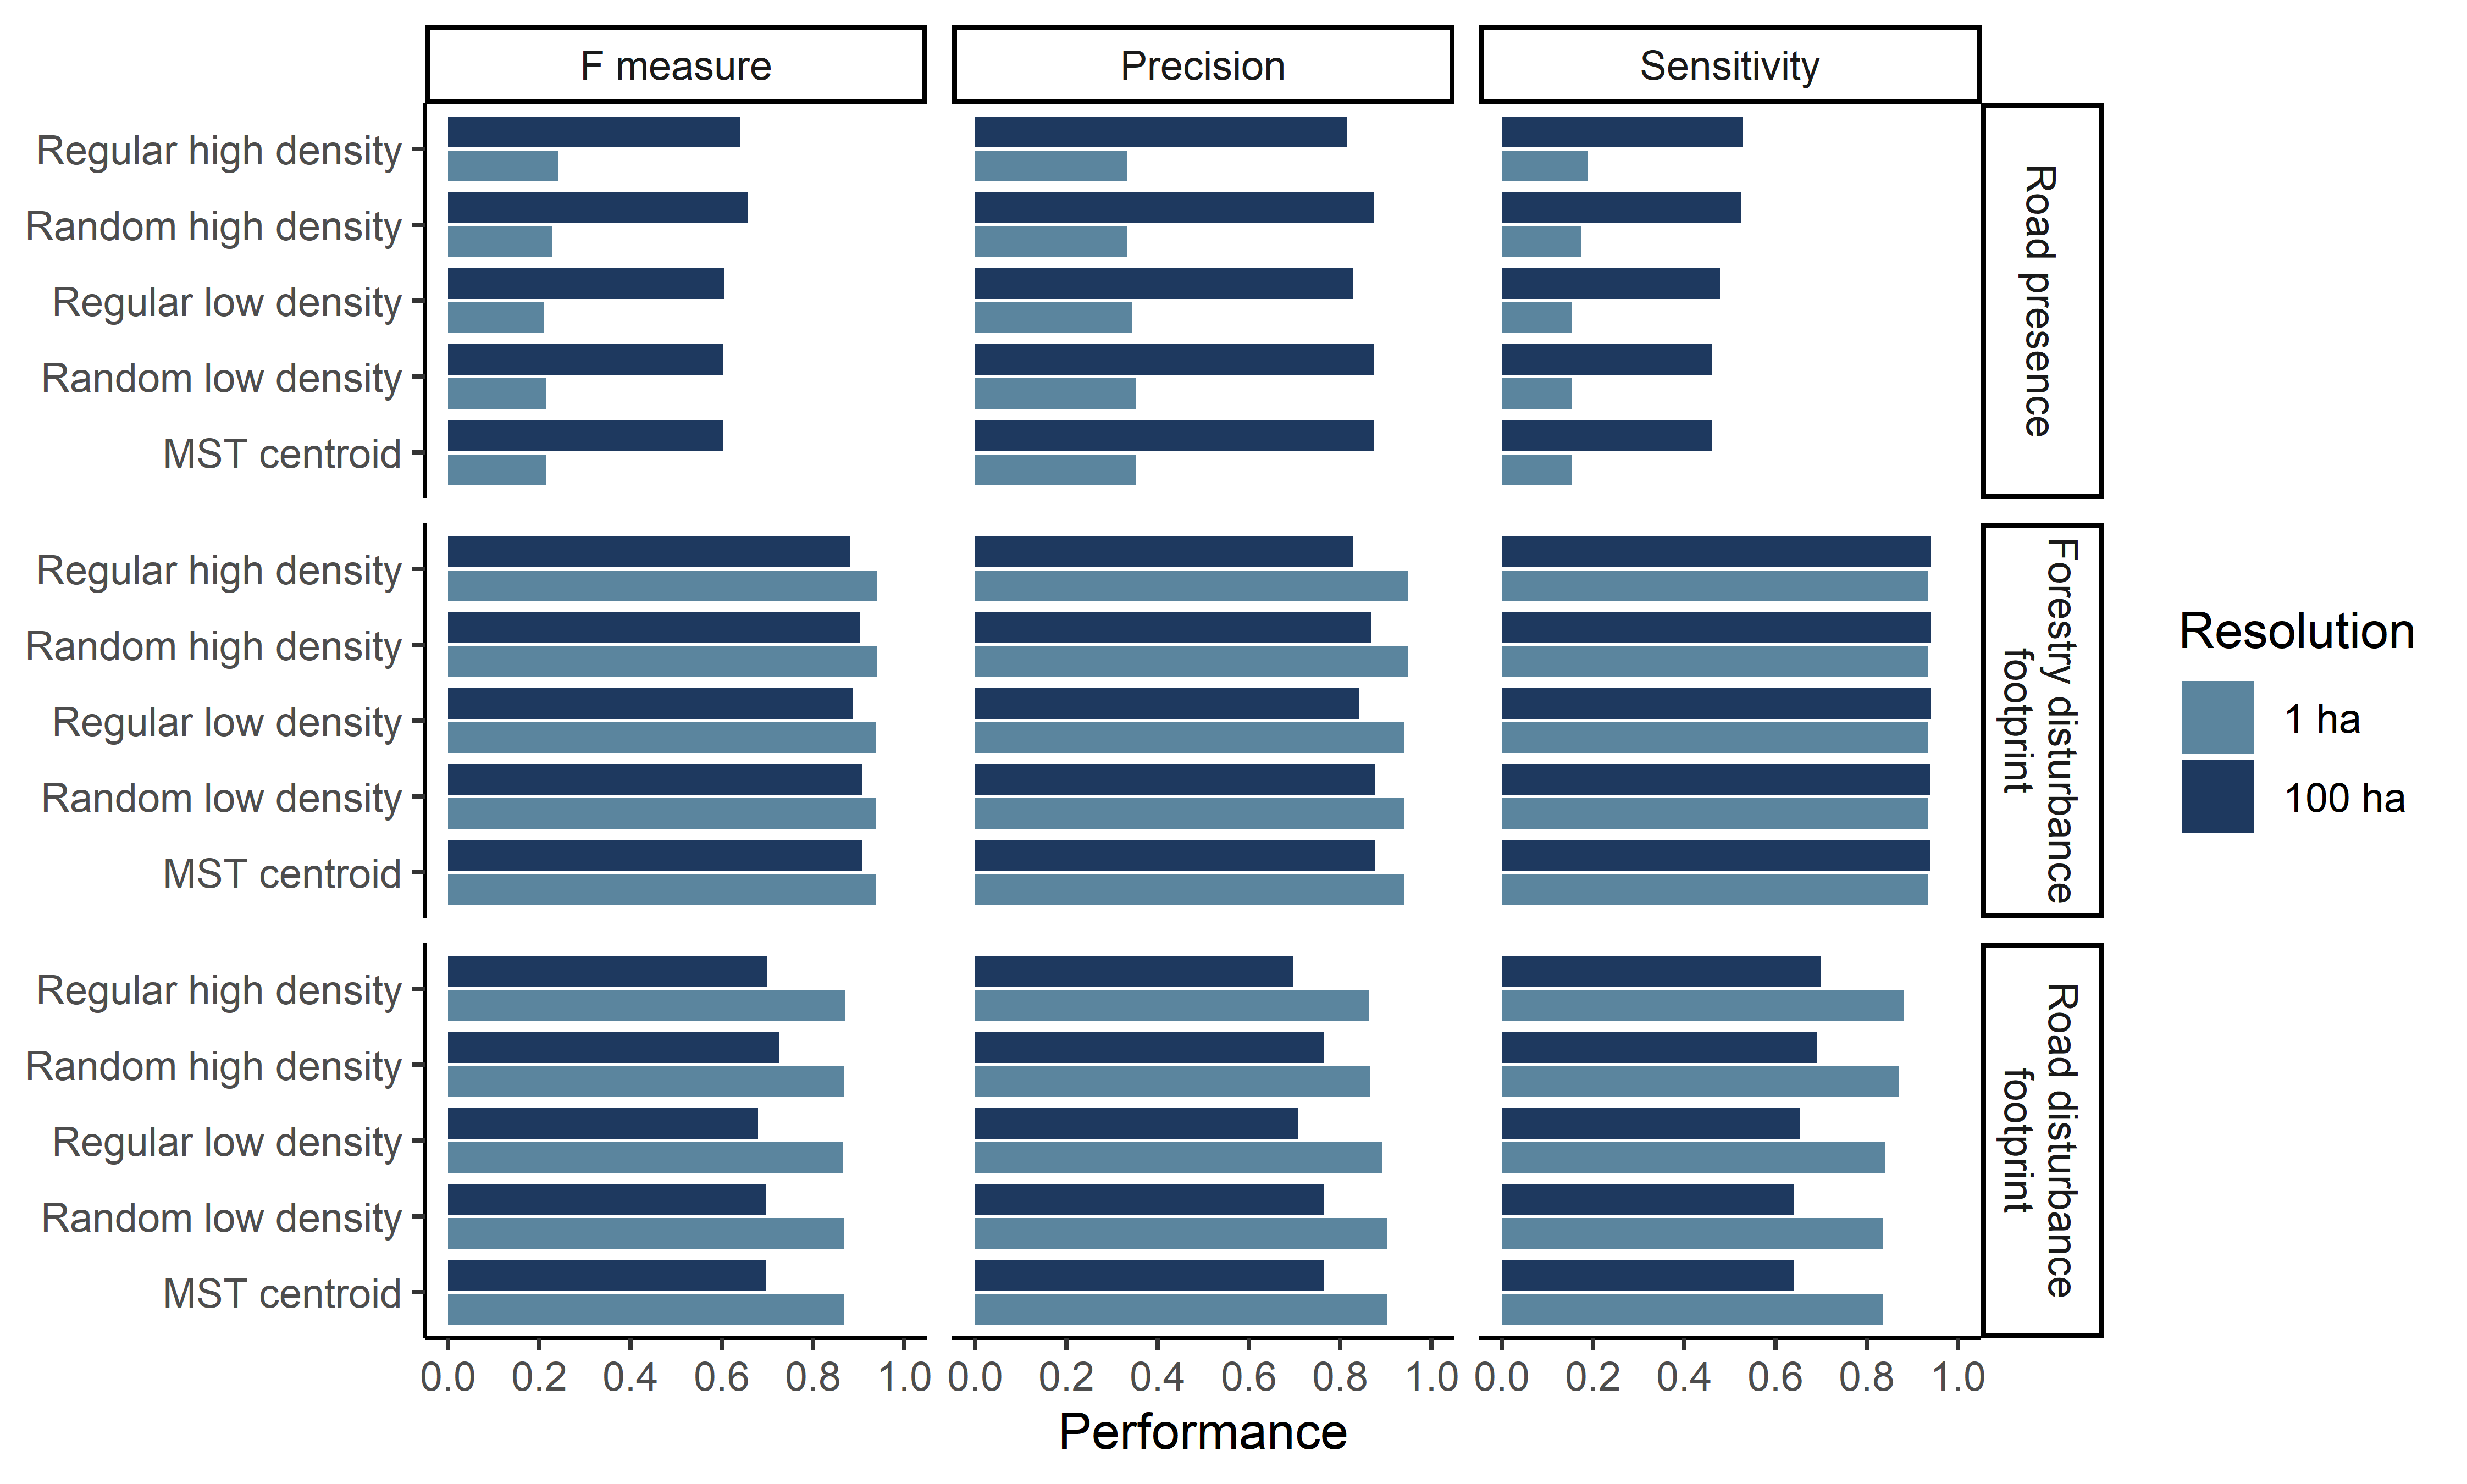 F measure
Precision
Sensitivity
Regular high density
Random high density
Regular low density
Random low density
MST centroid
Road presence
Regular high density
Random high density
Regular low density
Random low density
MST centroid
Forestry disturbance
footprint
Regular high density
Random high density
Regular low density
Random low density
MST centroid
Road disturbance
footprint
0.0 0.2 0.4 0.6 0.8 1.0
0.0 0.2 0.4 0.6 0.8 1.0
0.0 0.2 0.4 0.6 0.8 1.0
Performance
Resolution
1 ha
100 ha